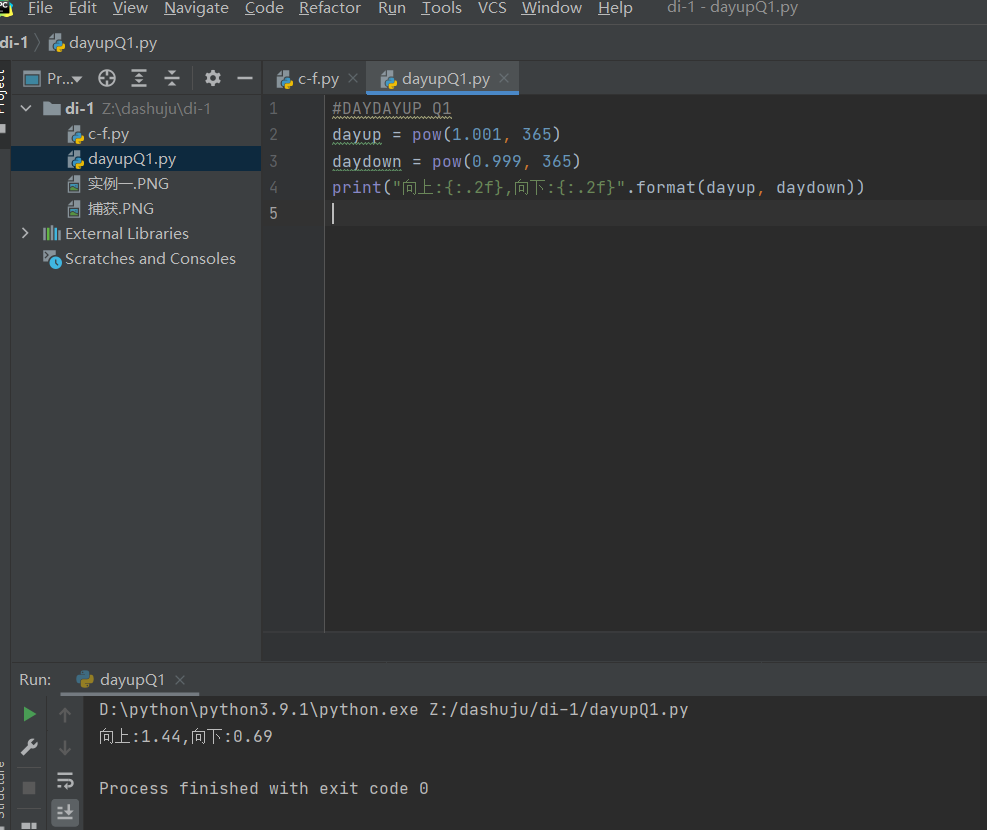 File Edit View Navigate Code Refactor Run Tools VCS Window Help di-1 - dayupQ1.py
di-1 dayupQ1.py
Pr... c-f.py dayupQ1.py
di-1 Z:\dashuju\di-1
c-f.py
dayupQ1.py
实例一.PNG
捕获.PNG
External Libraries
Scratches and Consoles
1 #DAYDAYUP Q1
2 dayup = pow(1.001, 365)
3 daydown = pow(0.999, 365)
4 print("向上:{:.2f},向下:{:.2f}".format(dayup, daydown))
5
Run: dayupQ1
D:\python\python3.9.1\python.exe Z:/dashuju/di-1/dayupQ1.py
向上:1.44,向下:0.69
Process finished with exit code 0